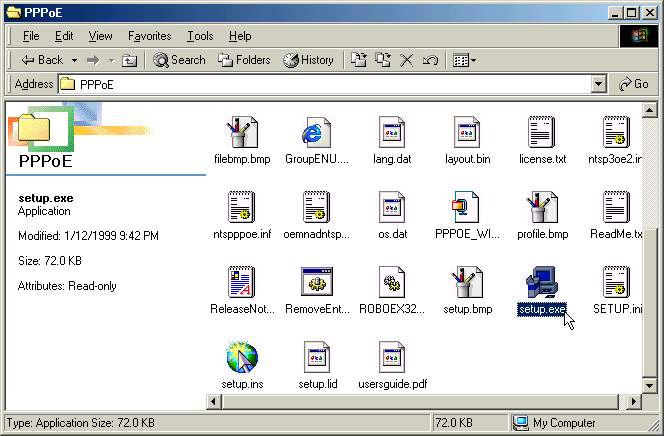 PPPoE
File Edit View Favorites Tools Help
Back Search Folders History
Address PPPoE Go
PPPoE
setup.exe
Application
Modified: 1/12/1999 9:42 PM
Size: 72.0 KB
Attributes: Read-only
filebmp.bmp GroupENU.... lang.dat layout.bin license.txt ntsp3oe2.in
ntspppoe.inf oemnadntsp... os.dat PPPOE_WI... profile.bmp ReadMe.tx
ReleaseNot... RemoveEnt... ROBOEX32... setup.bmp setup.exe SETUP.ini
setup.ins setup.lid usersguide.pdf
Type: Application Size: 72.0 KB 72.0 KB My Computer